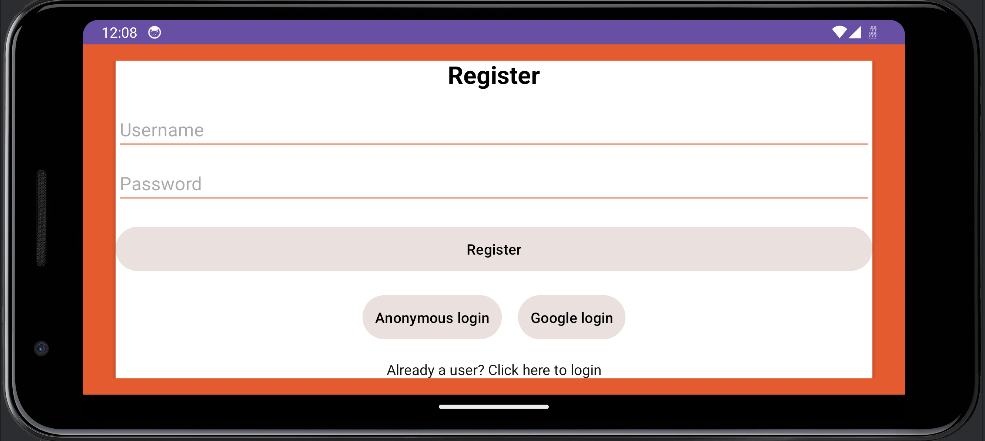 12:08
Register
Username
Password
Register
Anonymous login Google login
Already a user? Click here to login